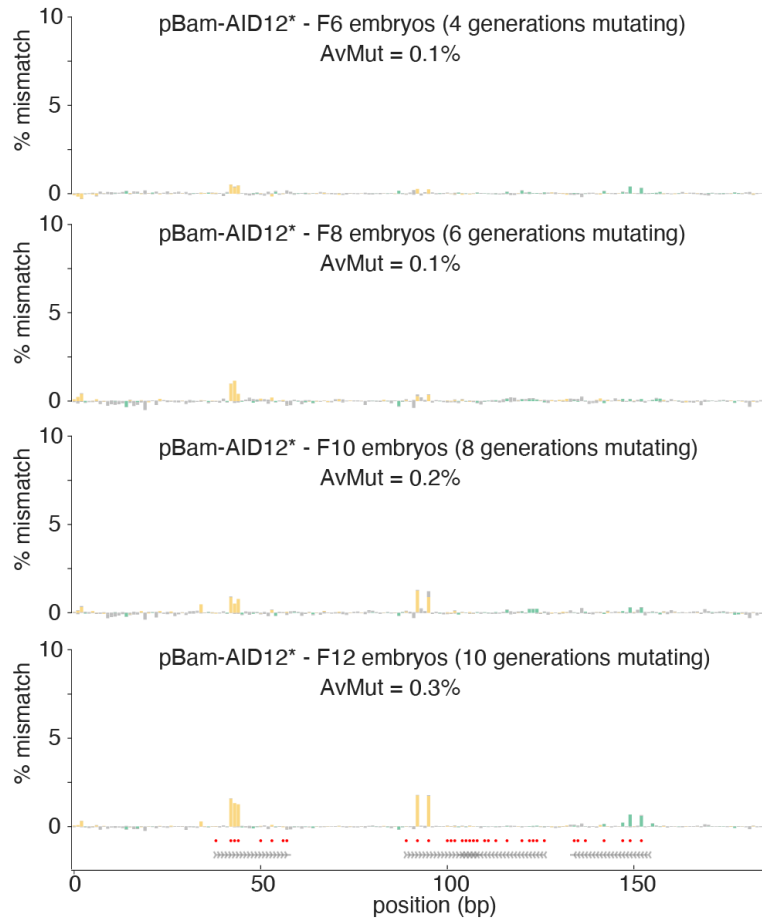 pBam-AID12* - F6 embryos (4 generations mutating)
AvMut = 0.1%
% mismatch
10
5
0
pBam-AID12* - F8 embryos (6 generations mutating)
AvMut = 0.1%
% mismatch
10
5
0
pBam-AID12* - F10 embryos (8 generations mutating)
AvMut = 0.2%
% mismatch
10
5
0
pBam-AID12* - F12 embryos (10 generations mutating)
AvMut = 0.3%
% mismatch
10
5
0
0 50 100 150
position (bp)